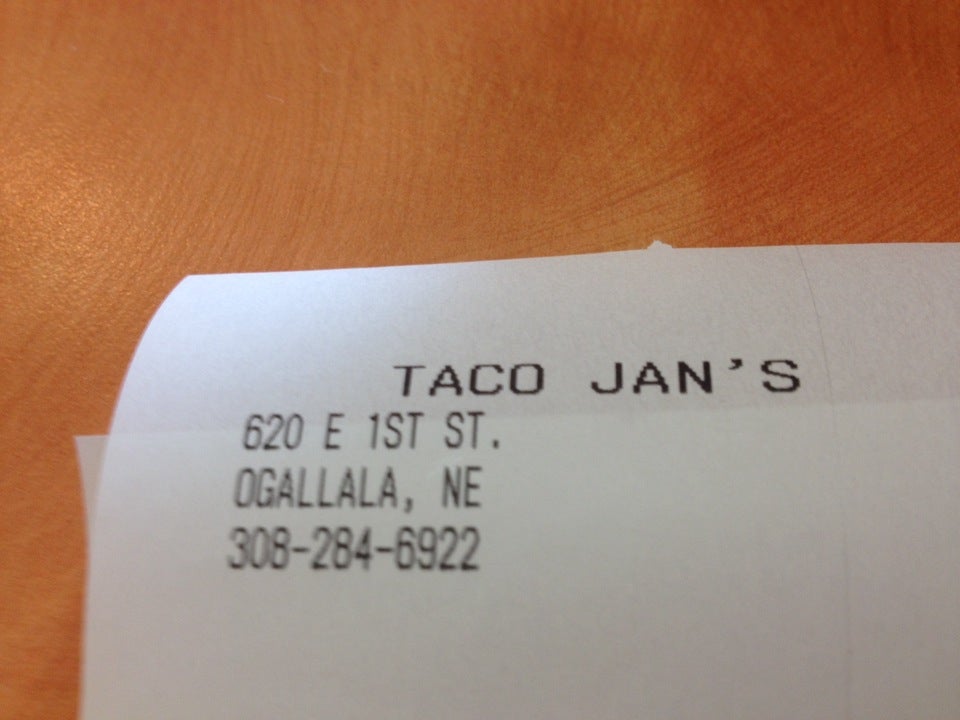 TACO JAN'S
620 E 1ST ST.
OGALLALA, NE
308-284-6922